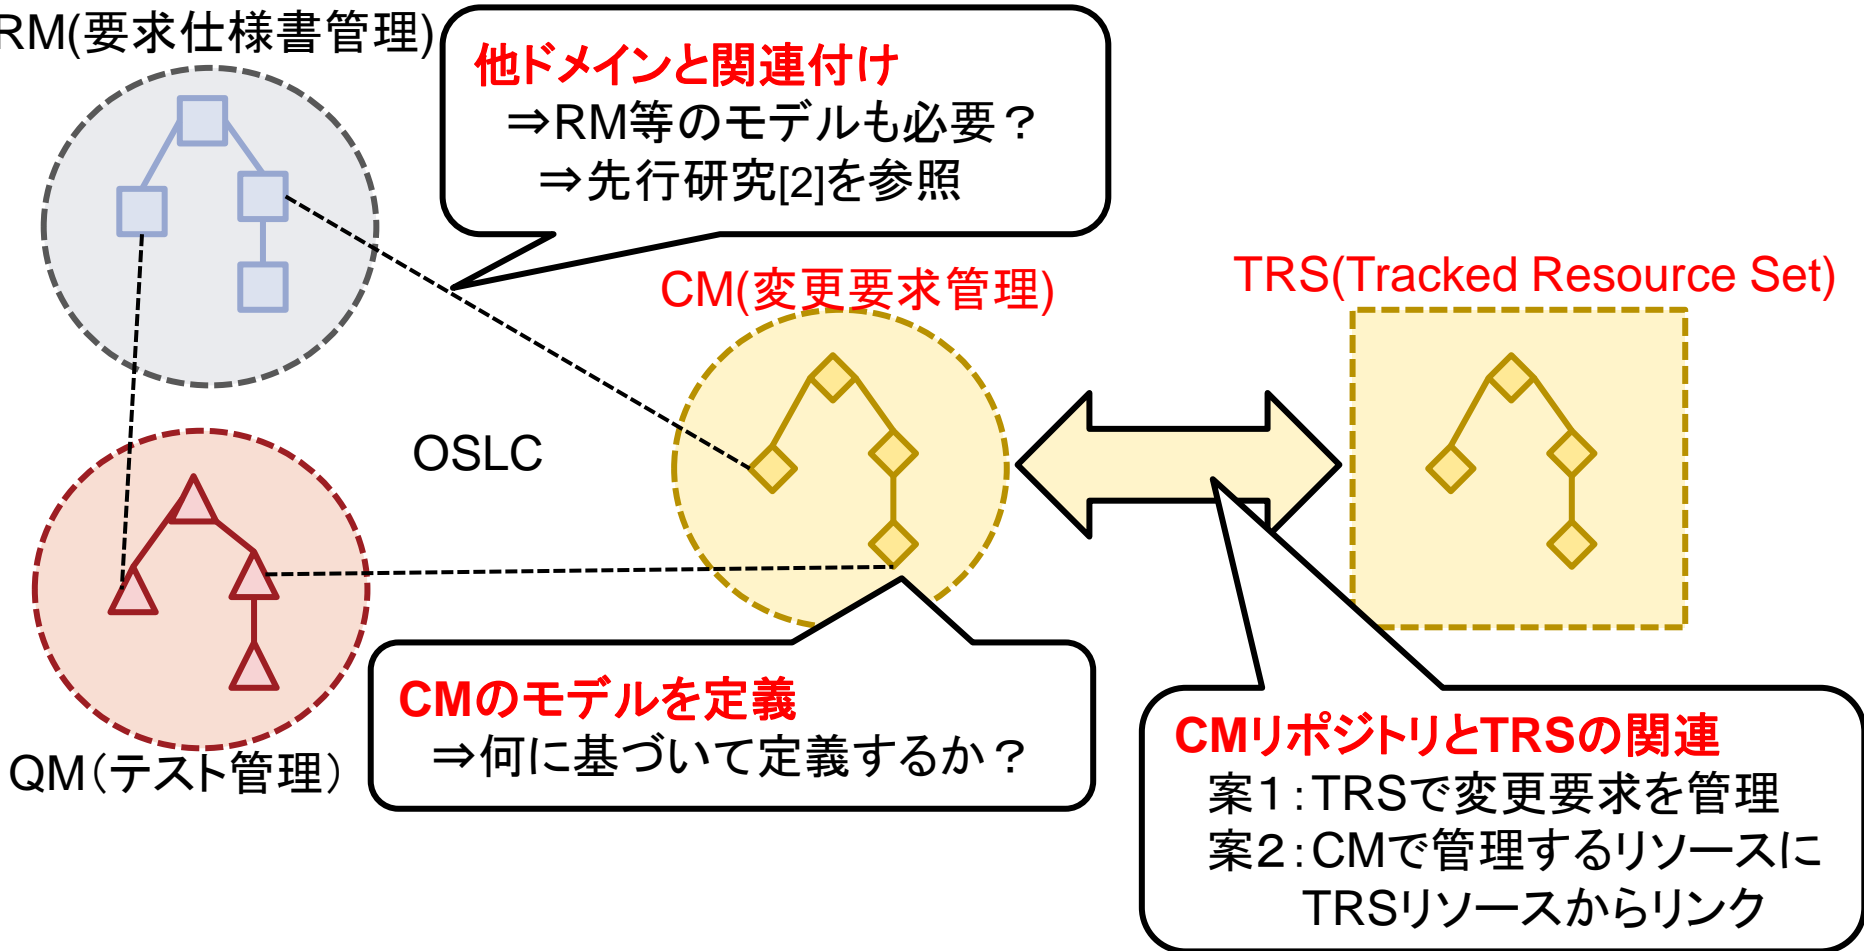 RM(要求仕様書管理)
他ドメインと関連付け
⇒RM等のモデルも必要？
⇒先行研究[2]を参照
CM(変更要求管理)
TRS(Tracked Resource Set)
OSLC
CMのモデルを定義
⇒何に基づいて定義するか？
QM（テスト管理）
CMリポジトリとTRSの関連
案１：TRSで変更要求を管理
案２：CMで管理するリソースに
TRSリソースからリンク